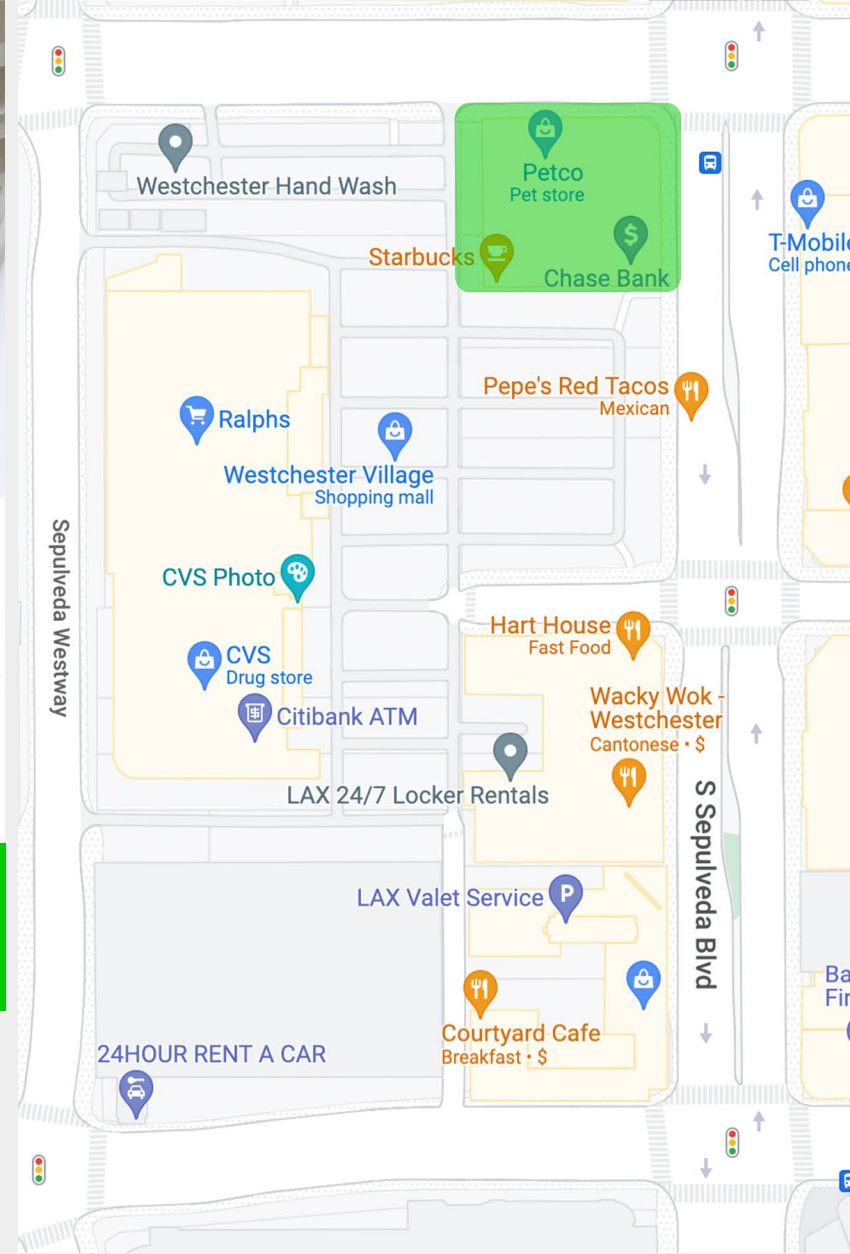 Petco
Pet store
Westchester Hand Wash
T-Mobile
Cell phone
Starbucks
Chase Bank
Pepe's Red Tacos
Mexican
Ralphs
Westchester Village
Shopping mall
Sepulveda Westway
CVS Photo
Hart House
Fast Food
CVS
Drug store
Wacky Wok -
Westchester
Cantonese • $
Citibank ATM
LAX 24/7 Locker Rentals
S Sepulveda Blvd
LAX Valet Service
P
Ba
Fir
Courtyard Cafe
Breakfast • $
24HOUR RENT A CAR